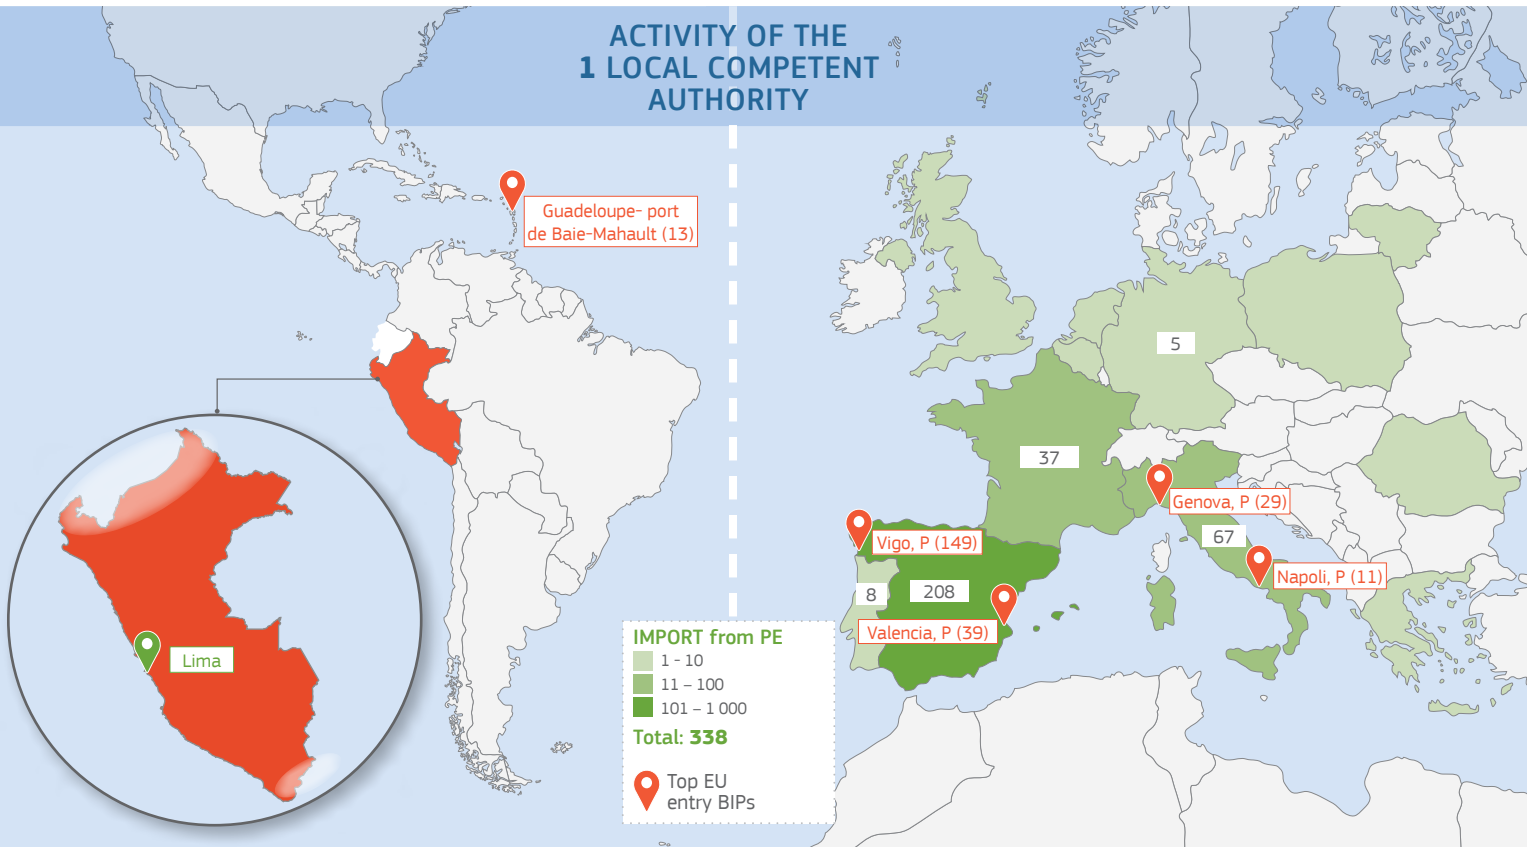 ACTIVITY OF THE
1 LOCAL COMPETENT
AUTHORITY
Guadeloupe- port
de Baie-Mahault (13)
5
37
Genova, P (29)
67
Vigo, P (149)
Napoli, P (11)
8
208
Valencia, P (39)
Lima
IMPORT from PE
1 - 10
11 – 100
101 – 1 000
Total: 338
Top EU
entry BIPs